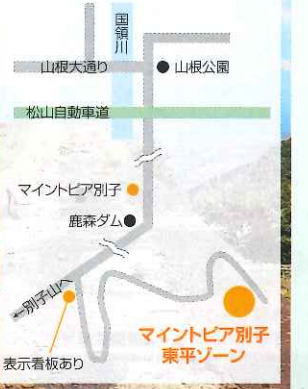 国領川
山根大通り
山根公園
松山自動車道
マイントピア別子
鹿森ダム
←別子山へ
マイントピア別子
東平ゾーン
表示看板あり